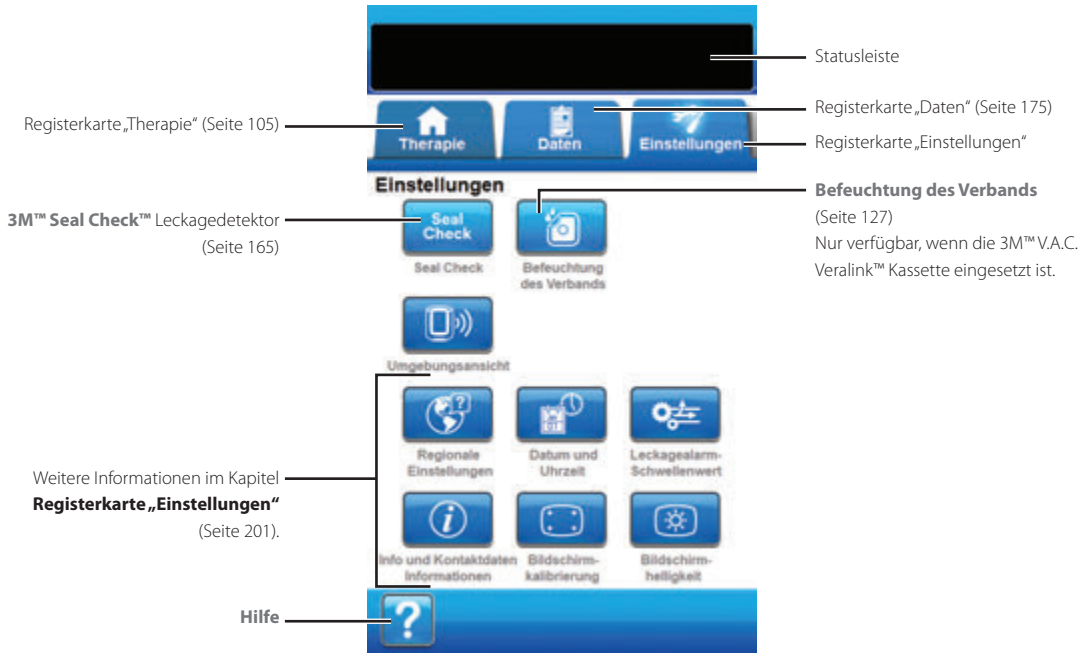 Statusleiste
Registerkarte „Therapie“ (Seite 105)
Registerkarte „Daten“ (Seite 175)
Therapie
Daten
Einstellungen
Registerkarte „Einstellungen“
Einstellungen
3M™ Seal Check™ Leckagedetektor
(Seite 165)
Seal
Check
Seal Check
Befeuchtung
des Verbands
Befeuchtung des Verbands
(Seite 127)
Nur verfügbar, wenn die 3M™ V.A.C.
Veralink™ Kassette eingesetzt ist.
Umgebungsansicht
Regionale
Einstellungen
Datum und
Uhrzeit
Leckagealarm-
Schwellenwert
Weitere Informationen im Kapitel
Registerkarte „Einstellungen“
(Seite 201).
Info und Kontaktdaten
Informationen
Bildschirm-
kalibrierung
Bildschirm-
helligkeit
Hilfe
?